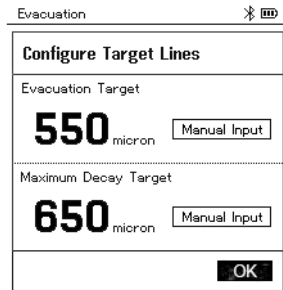 Evacuation
Configure Target Lines
Evacuation Target
550 micron Manual Input
Maximum Decay Target
650 micron Manual Input
OK